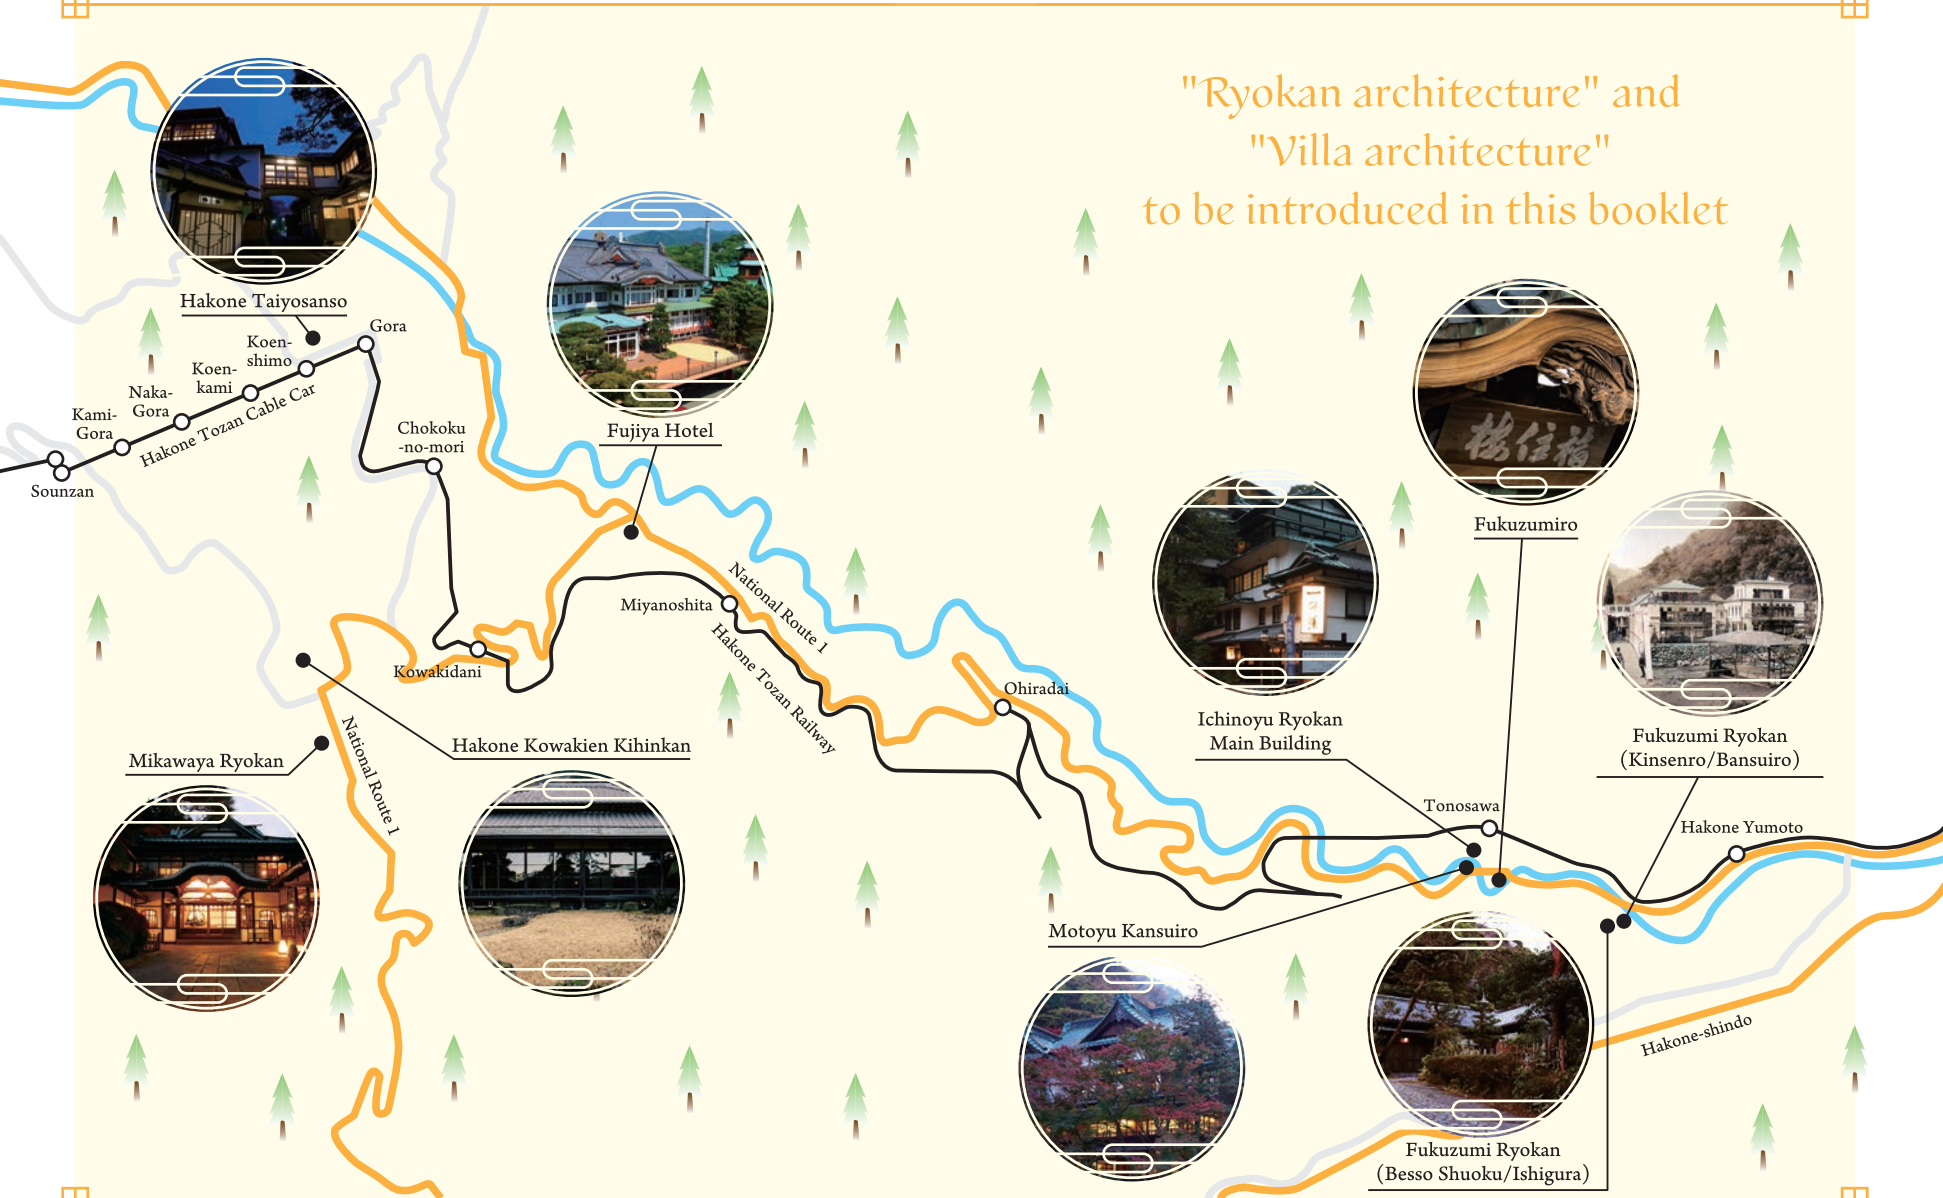 "Ryokan architecture" and
"Villa architecture"
to be introduced in this booklet
Hakone Taiyosanso
Gora
Koen-
shimo
Koen-
kami
Naka-
Gora
Kami-
Gora
Hakone Tozan Cable Car
Sounzan
Chokoku
-no-mori
Fujiya Hotel
福住楼
Fukuzumiro
National Route 1
Miyanoshita
Hakone Tozan Railway
Kowakidani
Ohiradai
Ichinoyu Ryokan
Main Building
Fukuzumi Ryokan
(Kinsenro/Bansuiro)
National Route 1
Hakone Kowakien Kihinkan
Mikawaya Ryokan
Tonosawa
Hakone Yumoto
Motoyu Kansuiro
Hakone-shindo
Fukuzumi Ryokan
(Besso Shuoku/Ishigura)